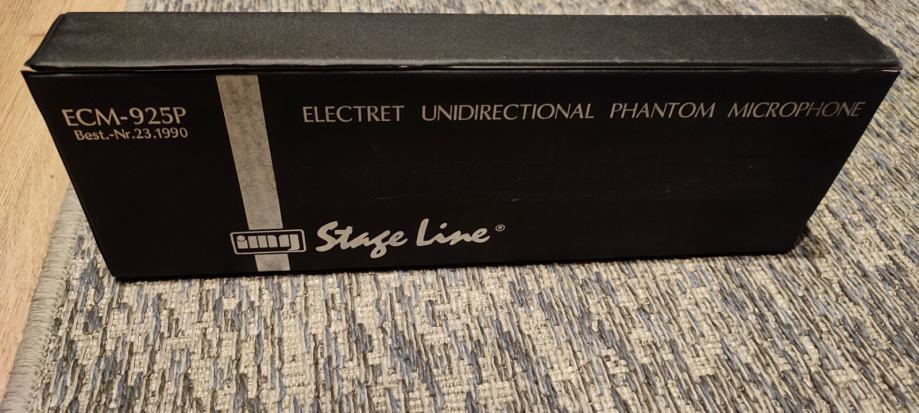 ECM-925P
Best.-Nr.23.1990
ELECTRET UNIDIRECTIONAL PHANTOM MICROPHONE
img Stage Line®